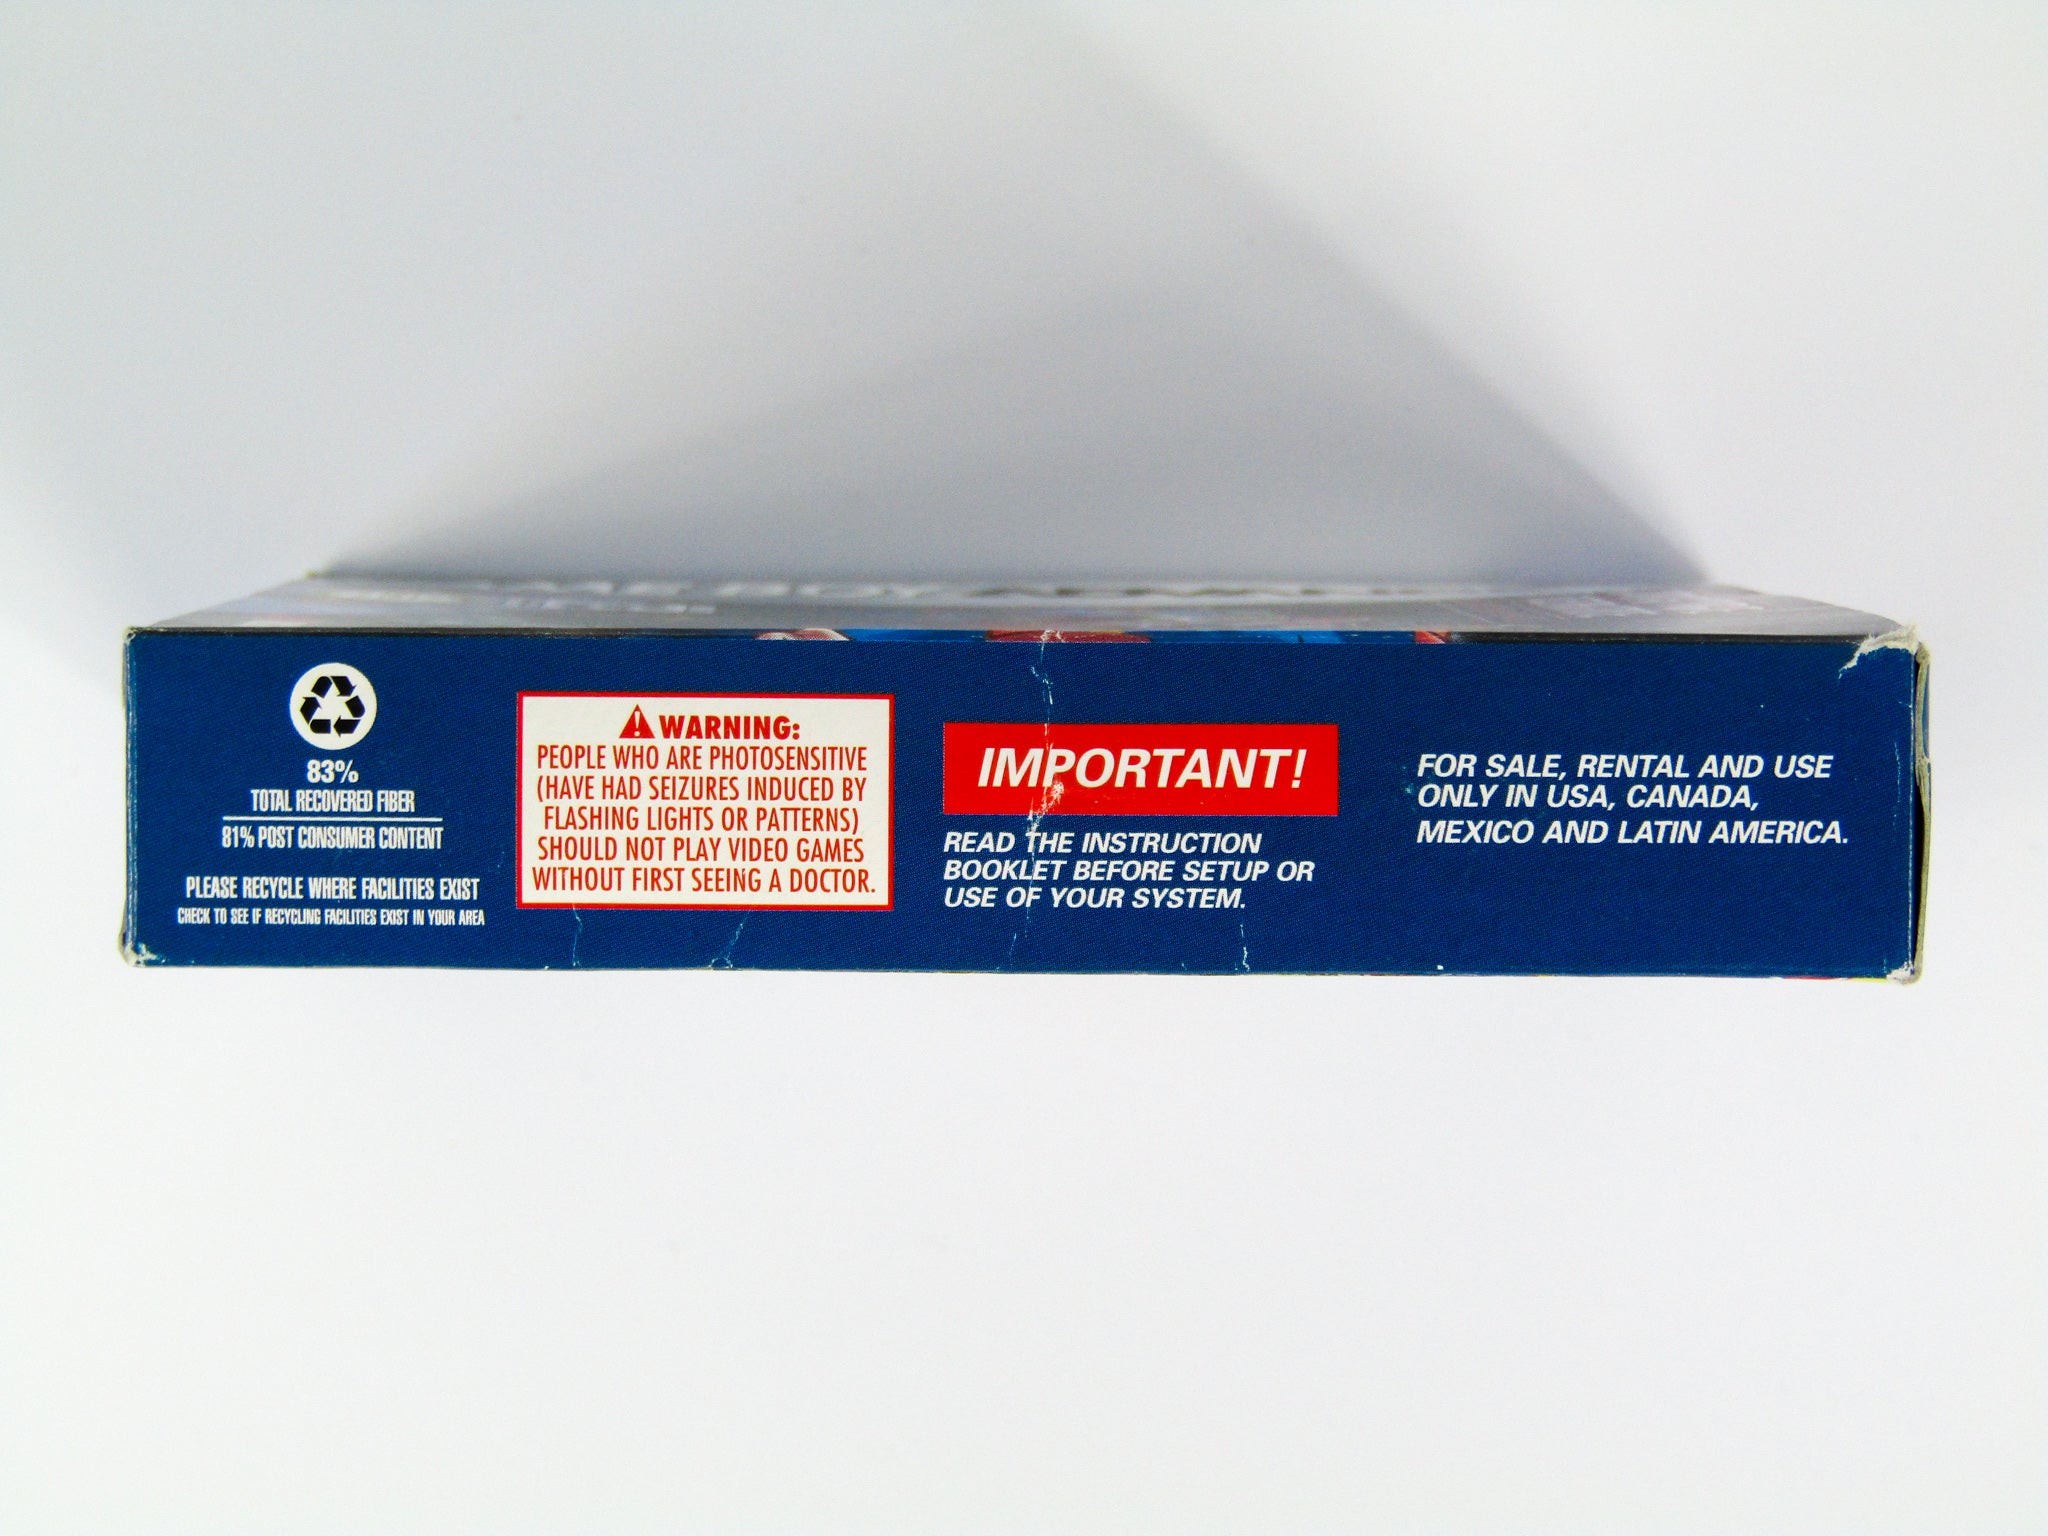 83%
TOTAL RECOVERED FIBER
81% POST CONSUMER CONTENT
PLEASE RECYCLE WHERE FACILITIES EXIST
CHECK TO SEE IF RECYCLING FACILITIES EXIST IN YOUR AREA
WARNING:
PEOPLE WHO ARE PHOTOSENSITIVE
(HAVE HAD SEIZURES INDUCED BY
FLASHING LIGHTS OR PATTERNS)
SHOULD NOT PLAY VIDEO GAMES
WITHOUT FIRST SEEING A DOCTOR.
IMPORTANT!
READ THE INSTRUCTION
BOOKLET BEFORE SETUP OR
USE OF YOUR SYSTEM.
FOR SALE, RENTAL AND USE
ONLY IN USA, CANADA,
MEXICO AND LATIN AMERICA.